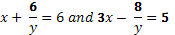 x + 6/y = 6 and 3x − 8/y = 5